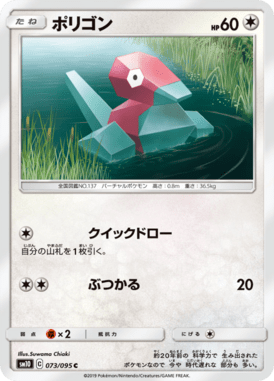 たね ポリゴン HP60
全国図鑑NO.137 バーチャルポケモン 高さ:0.8m 重さ:36.5kg
クイックドロー
自分の山札を1枚引く。
ぶつかる 20
弱点 ×2 抵抗力 にげる
Illus.Suwama Chiaki
sm10 C 073/095 C
約20年前の 科学力で 生み出された
ポケモンなので 今や 時代遅れな 部分も 多い。
©2019 Pokémon/Nintendo/Creatures/GAME FREAK.